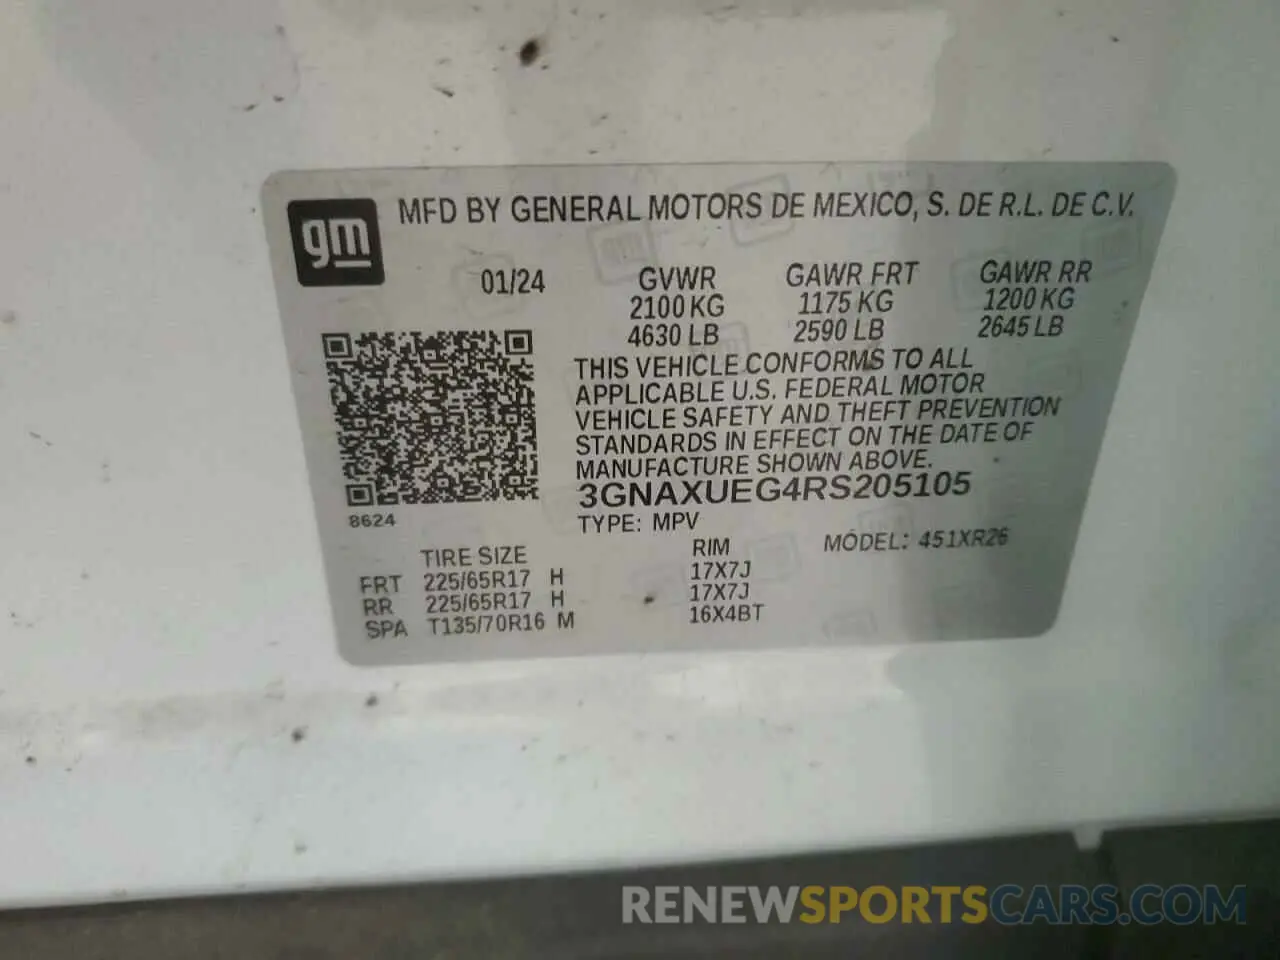 gm
MFD BY GENERAL MOTORS DE MEXICO, S. DE R.L. DE C.V.
01/24 GVWR GAWR FRT GAWR RR
2100 KG 1175 KG 1200 KG
4630 LB 2590 LB 2645 LB
THIS VEHICLE CONFORMS TO ALL
APPLICABLE U.S. FEDERAL MOTOR
VEHICLE SAFETY AND THEFT PREVENTION
STANDARDS IN EFFECT ON THE DATE OF
MANUFACTURE SHOWN ABOVE.
3GNAXUEG4RS205105
8624
TYPE: MPV MODEL: 451XR26
TIRE SIZE RIM
FRT 225/65R17 H 17X7J
RR 225/65R17 H 17X7J
SPA T135/70R16 M 16X4BT
RENEWSPORTSCARS.COM